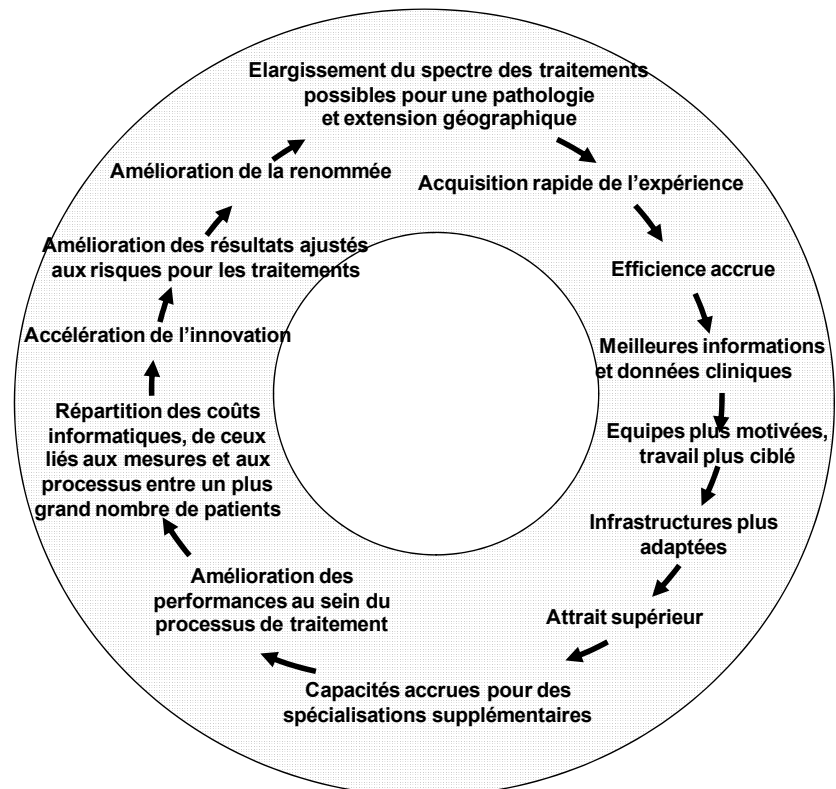 Elargissement du spectre des traitements
possibles pour une pathologie
et extension géographique
Acquisition rapide de l'expérience
Efficience accrue
Meilleures informations
et données cliniques
Equipes plus motivées,
travail plus ciblé
Infrastructures plus
adaptées
Attrait supérieur
Capacités accrues pour des
spécialisations supplémentaires
Amélioration des
performances au sein du
processus de traitement
Répartition des coûts
informatiques, de ceux
liés aux mesures et aux
processus entre un plus
grand nombre de patients
Accélération de l'innovation
Amélioration des résultats ajustés
aux risques pour les traitements
Amélioration de la renommée